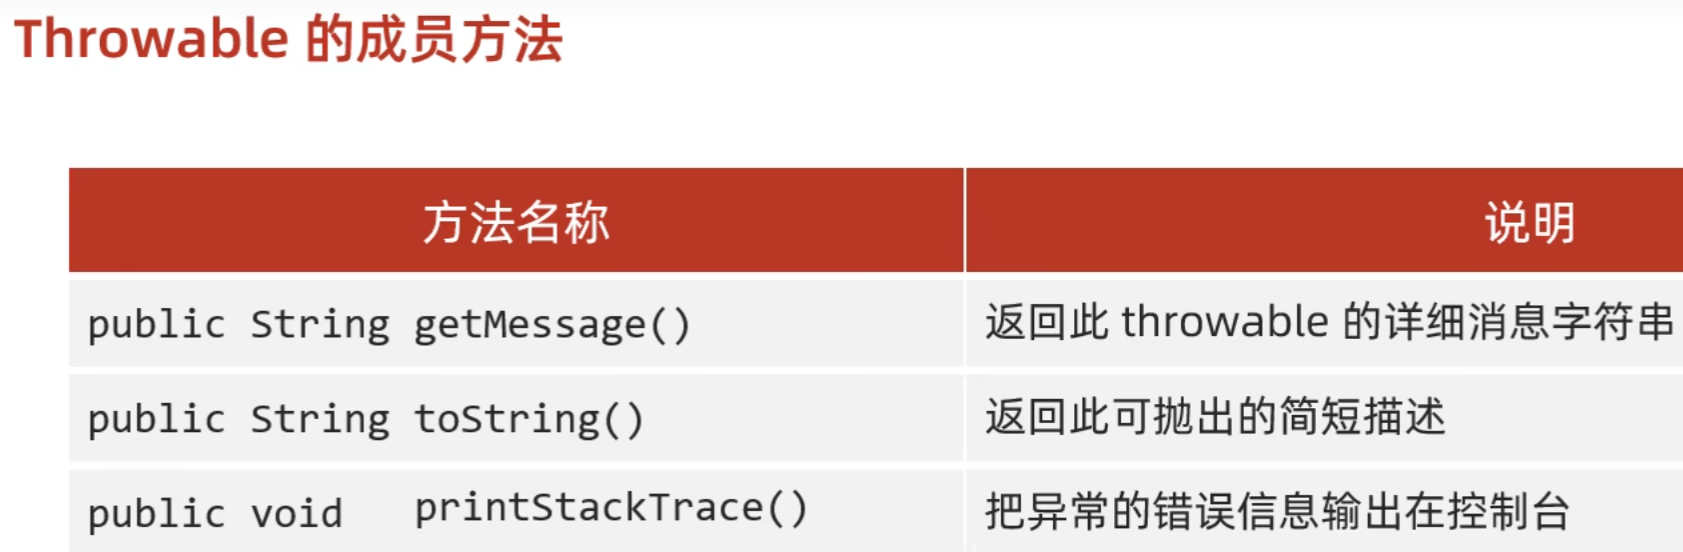 Throwable 的成员方法
方法名称 说明
public String getMessage() 返回此 throwable 的详细消息字符串
public String toString() 返回此可抛出的简短描述
public void printStackTrace() 把异常的错误信息输出在控制台